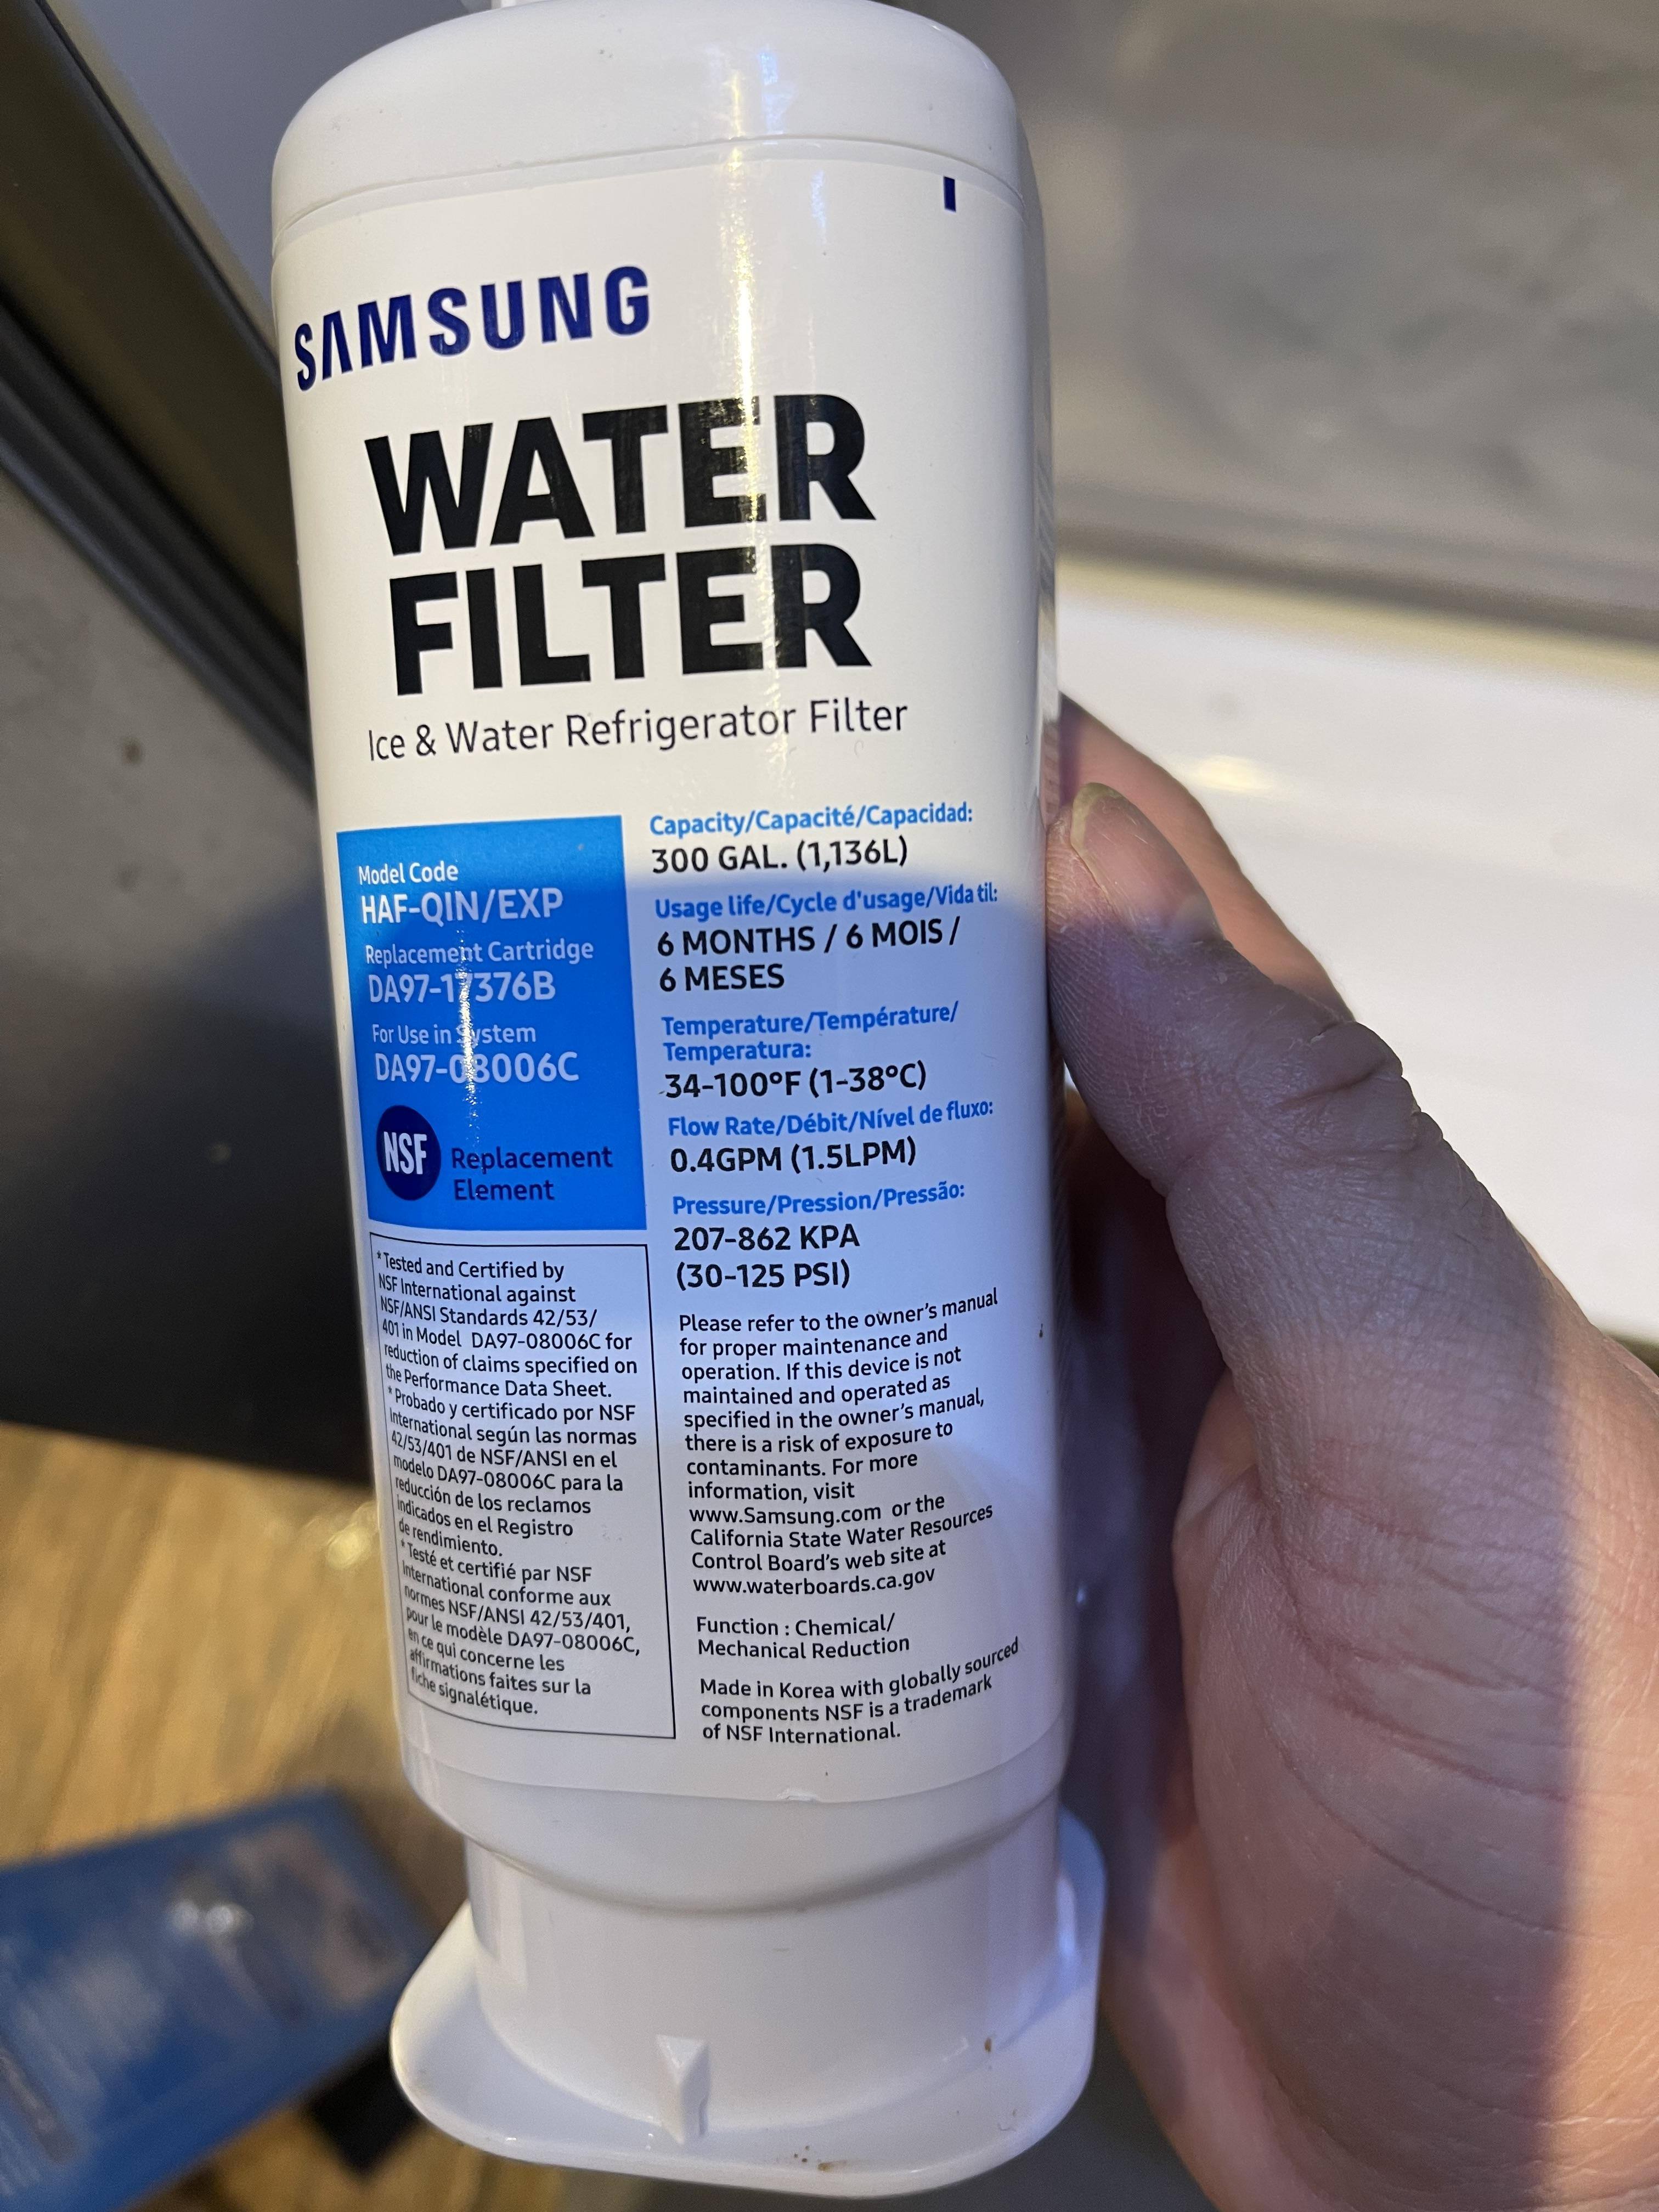 SAMSUNG
WATER
FILTER
Ice & Water Refrigerator Filter
Model Code
HAF-QIN/EXP
Replacement Cartridge
DA97-17376B
For Use in System
DA97-08006C
NSF
Replacement
Element
* Tested and Certified by
NSF International against
NSF/ANSI Standards 42/53/
401 in Model DA97-08006C for
reduction of claims specified on
the Performance Data Sheet.
* Probado y certificado por NSF
International según las normas
42/53/401 de NSF/ANSI en el
modelo DA97-08006C para la
reducción de los reclamos
indicados en el Registro
de rendimiento.
* Testé et certifié par NSF
International conforme aux
normes NSF/ANSI 42/53/401,
pour le modèle DA97-08006C,
en ce qui concerne les
affirmations faites sur la
fiche signalétique.
Capacity/Capacité/Capacidad:
300 GAL. (1,136L)
Usage life/Cycle d'usage/Vida til:
6 MONTHS / 6 MOIS /
6 MESES
Temperature/Température/
Temperatura:
34-100ºF (1-38ºC)
Flow Rate/Débit/Nível de fluxo:
0.4GPM (1.5LPM)
Pressure/Pression/Pressão:
207-862 KPA
(30-125 PSI)
Please refer to the owner's manual
for proper maintenance and
operation. If this device is not
maintained and operated as
specified in the owner's manual,
there is a risk of exposure to
contaminants. For more
information, visit
www.Samsung.com or the
California State Water Resources
Control Board's web site at
www.waterboards.ca.gov
Function : Chemical/
Mechanical Reduction
Made in Korea with globally sourced
components NSF is a trademark
of NSF International.